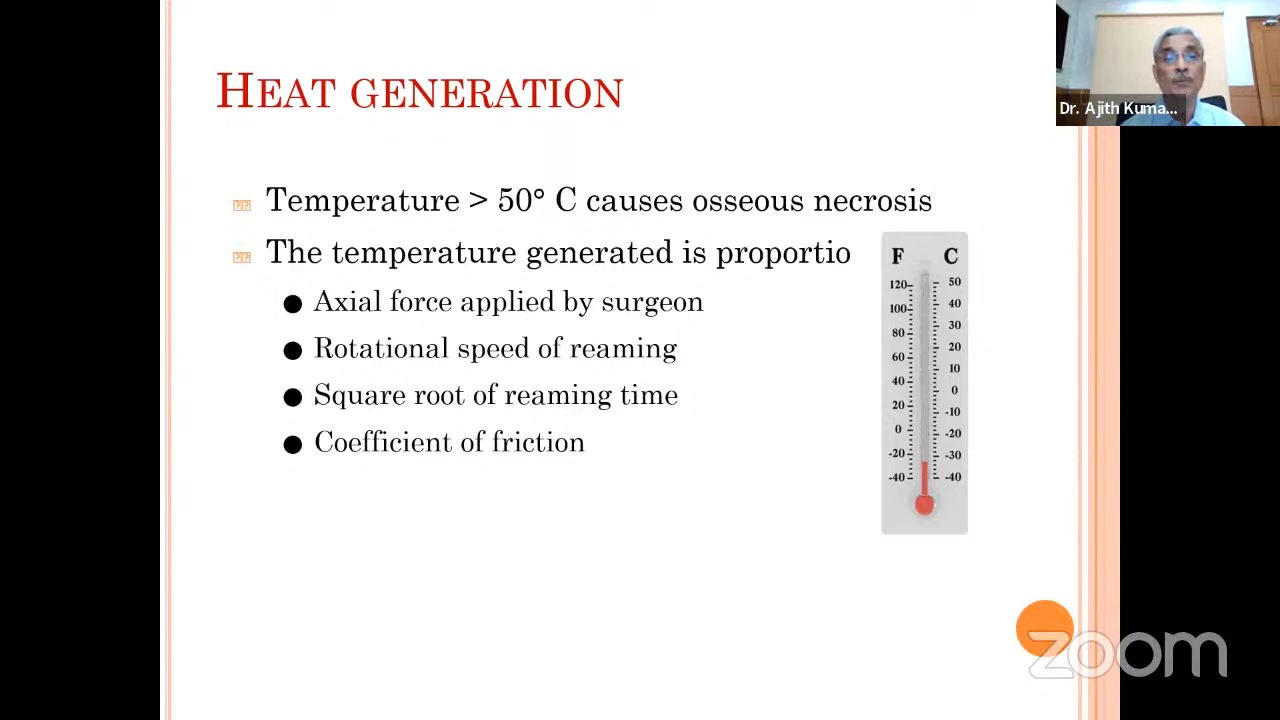 HEAT GENERATION
Dr. Ajith Kuma...
Temperature > 50° C causes osseous necrosis
The temperature generated is proportio
Axial force applied by surgeon
Rotational speed of reaming
Square root of reaming time
Coefficient of friction
F C
120 50
100 40
80 30
60 20
40 10
20 0
0 -10
-20 -20
-40 -30
-40
zoom